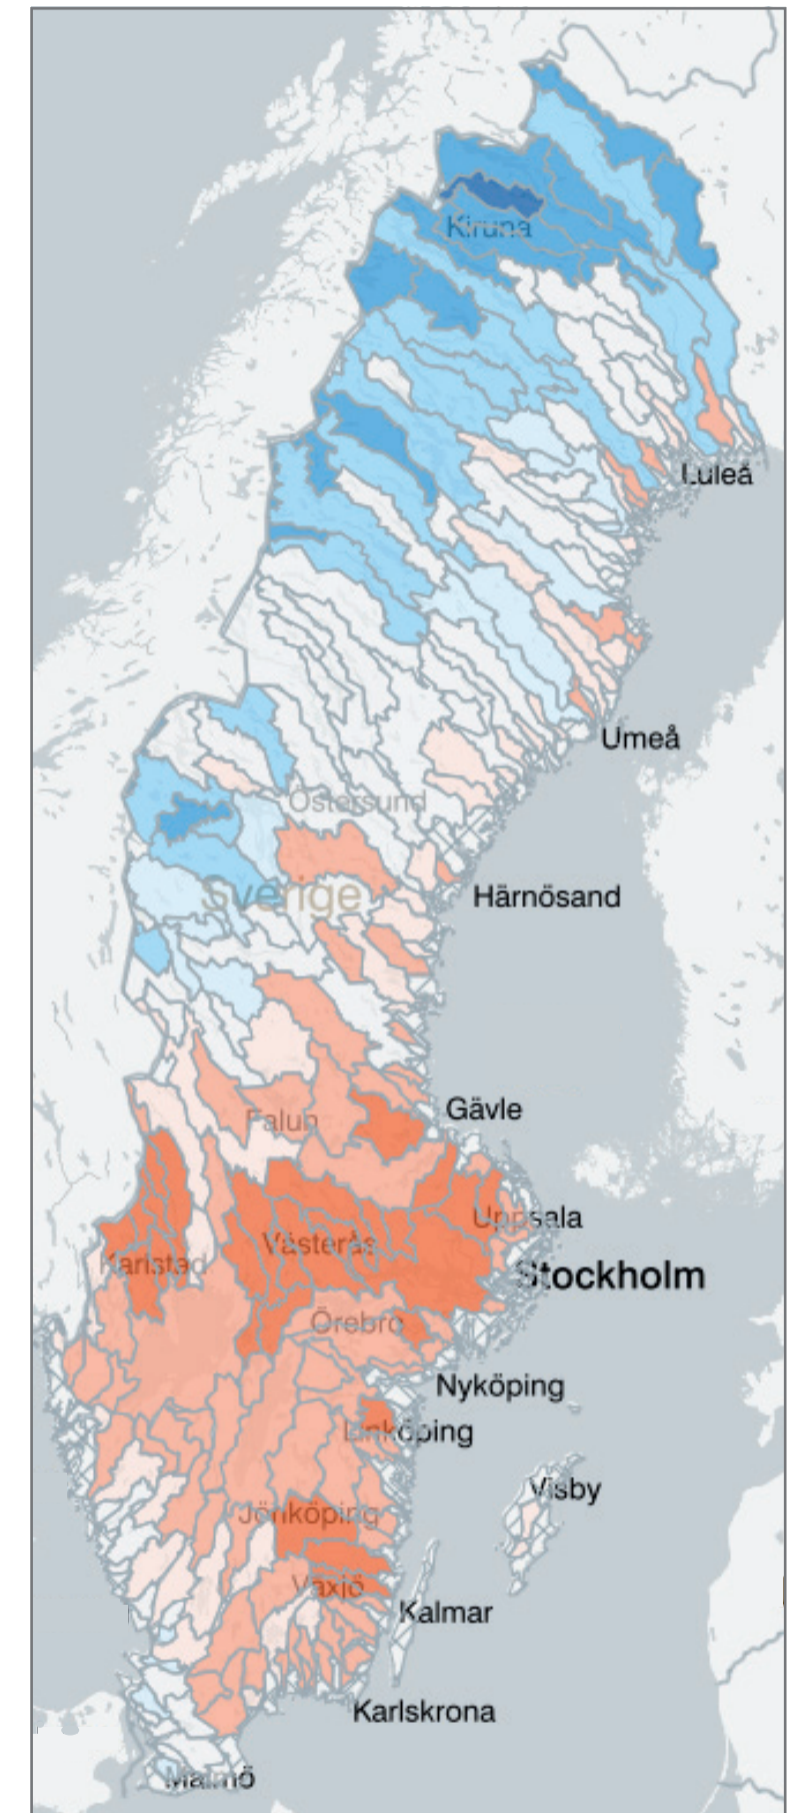 Kiruna
Luleå
Umeå
Östersund
Sverige
Härnösand
Gävle
Falun
Uppsala
Västerås
Karlstad
Stockholm
Örebro
Nyköping
Linköping
Visby
Jönköping
Växjö
Kalmar
Karlskrona
Malmö